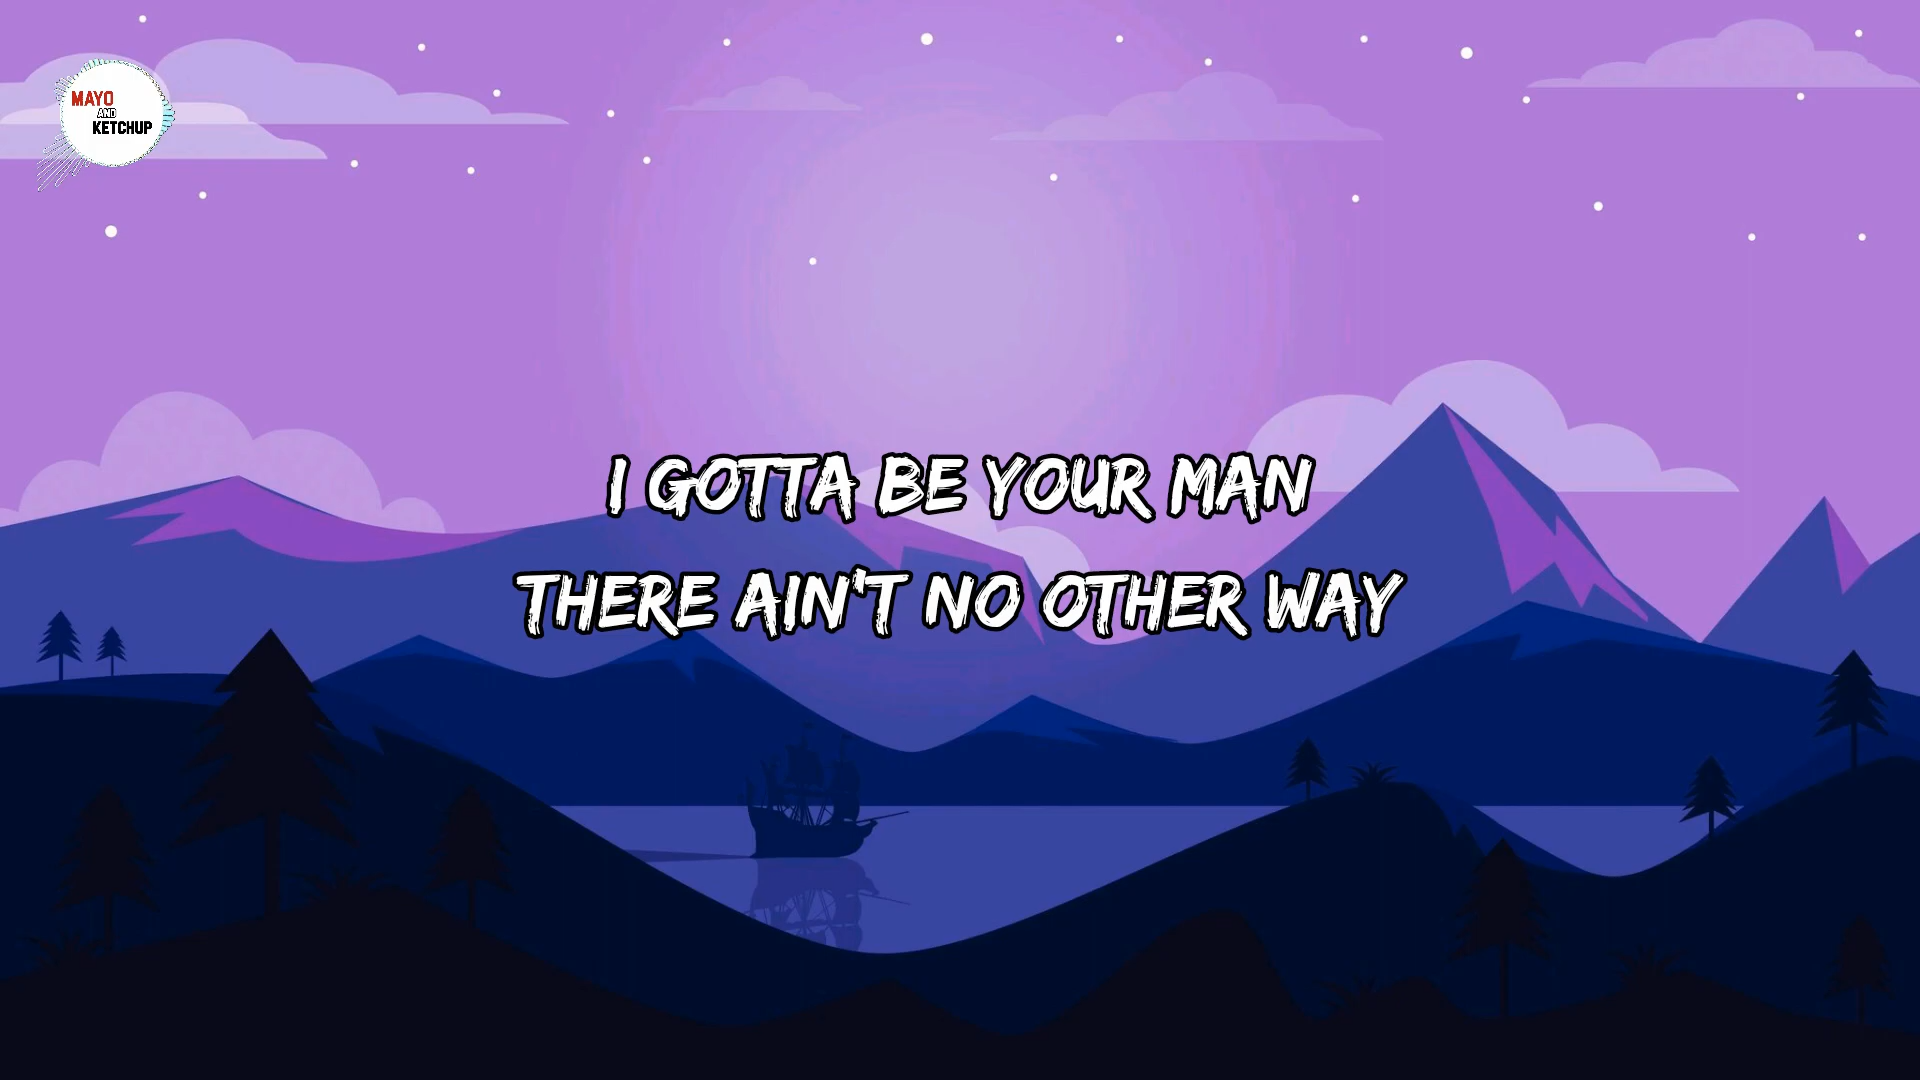 MAYO
AND
KETCHUP
I GOTTA BE YOUR MAN
THERE AIN'T NO OTHER WAY